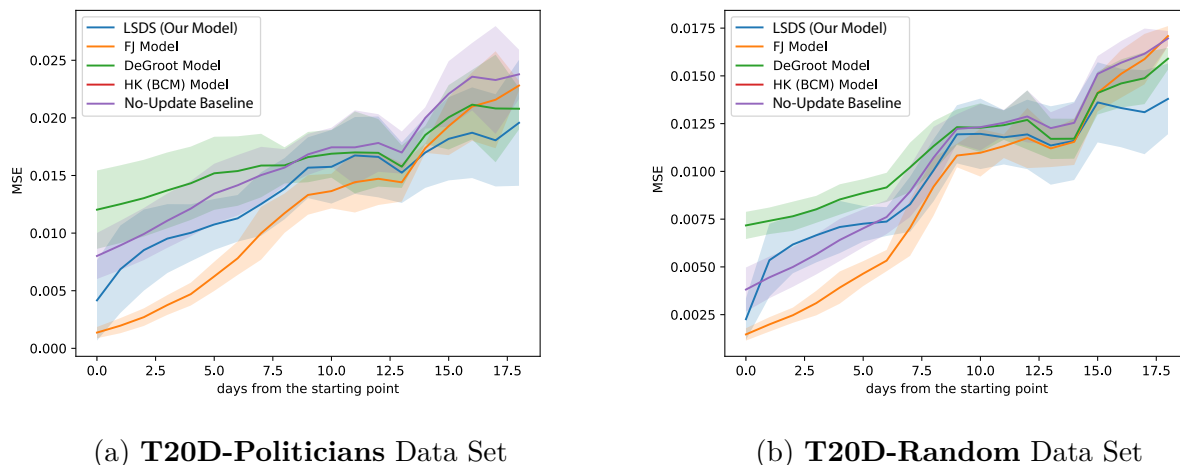 LSDS (Our Model)
FJ Model
DeGroot Model
HK (BCM) Model
No-Update Baseline
MSE
0.025
0.020
0.015
0.010
0.005
0.000
0.0 2.5 5.0 7.5 10.0 12.5 15.0 17.5
days from the starting point
(a) T20D-Politicians Data Set
LSDS (Our Model)
FJ Model
DeGroot Model
HK (BCM) Model
No-Update Baseline
MSE
0.0175
0.0150
0.0125
0.0100
0.0075
0.0050
0.0025
0.0 2.5 5.0 7.5 10.0 12.5 15.0 17.5
days from the starting point
(b) T20D-Random Data Set